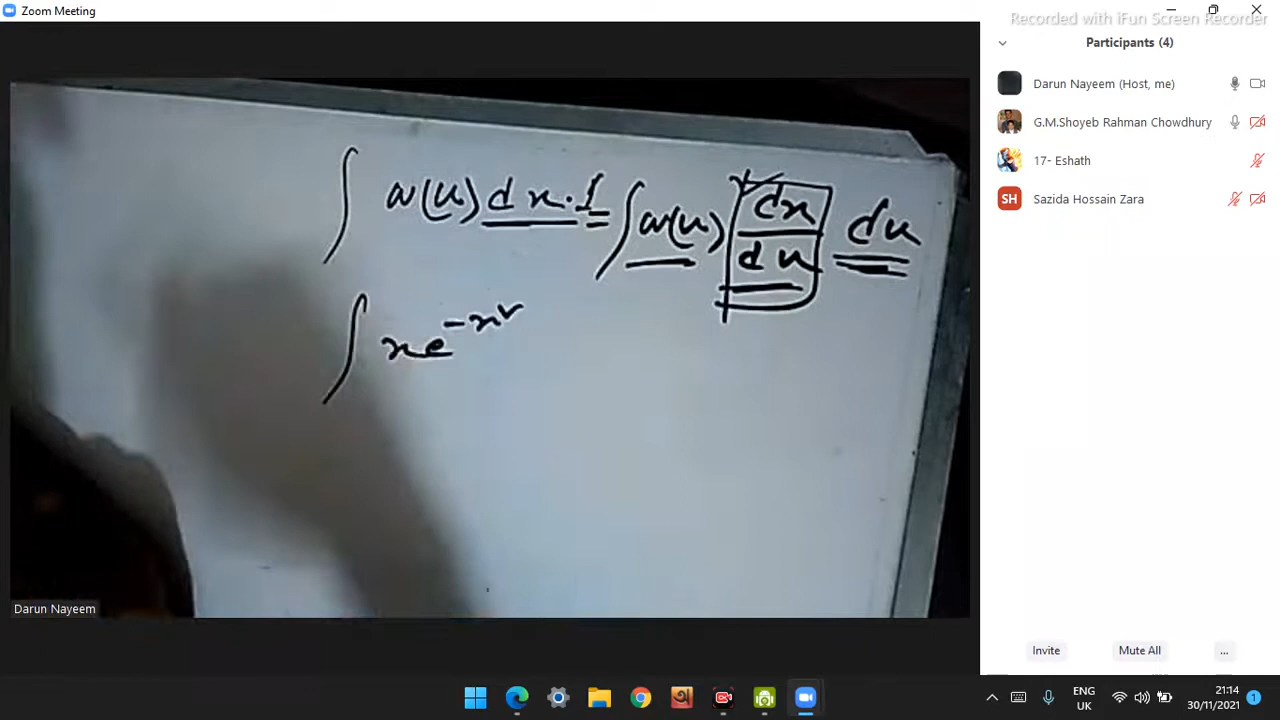 Zoom Meeting
Recorded with iFun Screen Recorder
Participants (4)
Darun Nayeem (Host, me)
G.M.Shoyeb Rahman Chowdhury
17- Eshath
SH Sazida Hossain Zara
∫ w(u) dx·1 ∫ w(u) dx/du du
∫ xe^-x²
Darun Nayeem
Invite Mute All ...
অ ENG 21:14
UK 30/11/2021 1